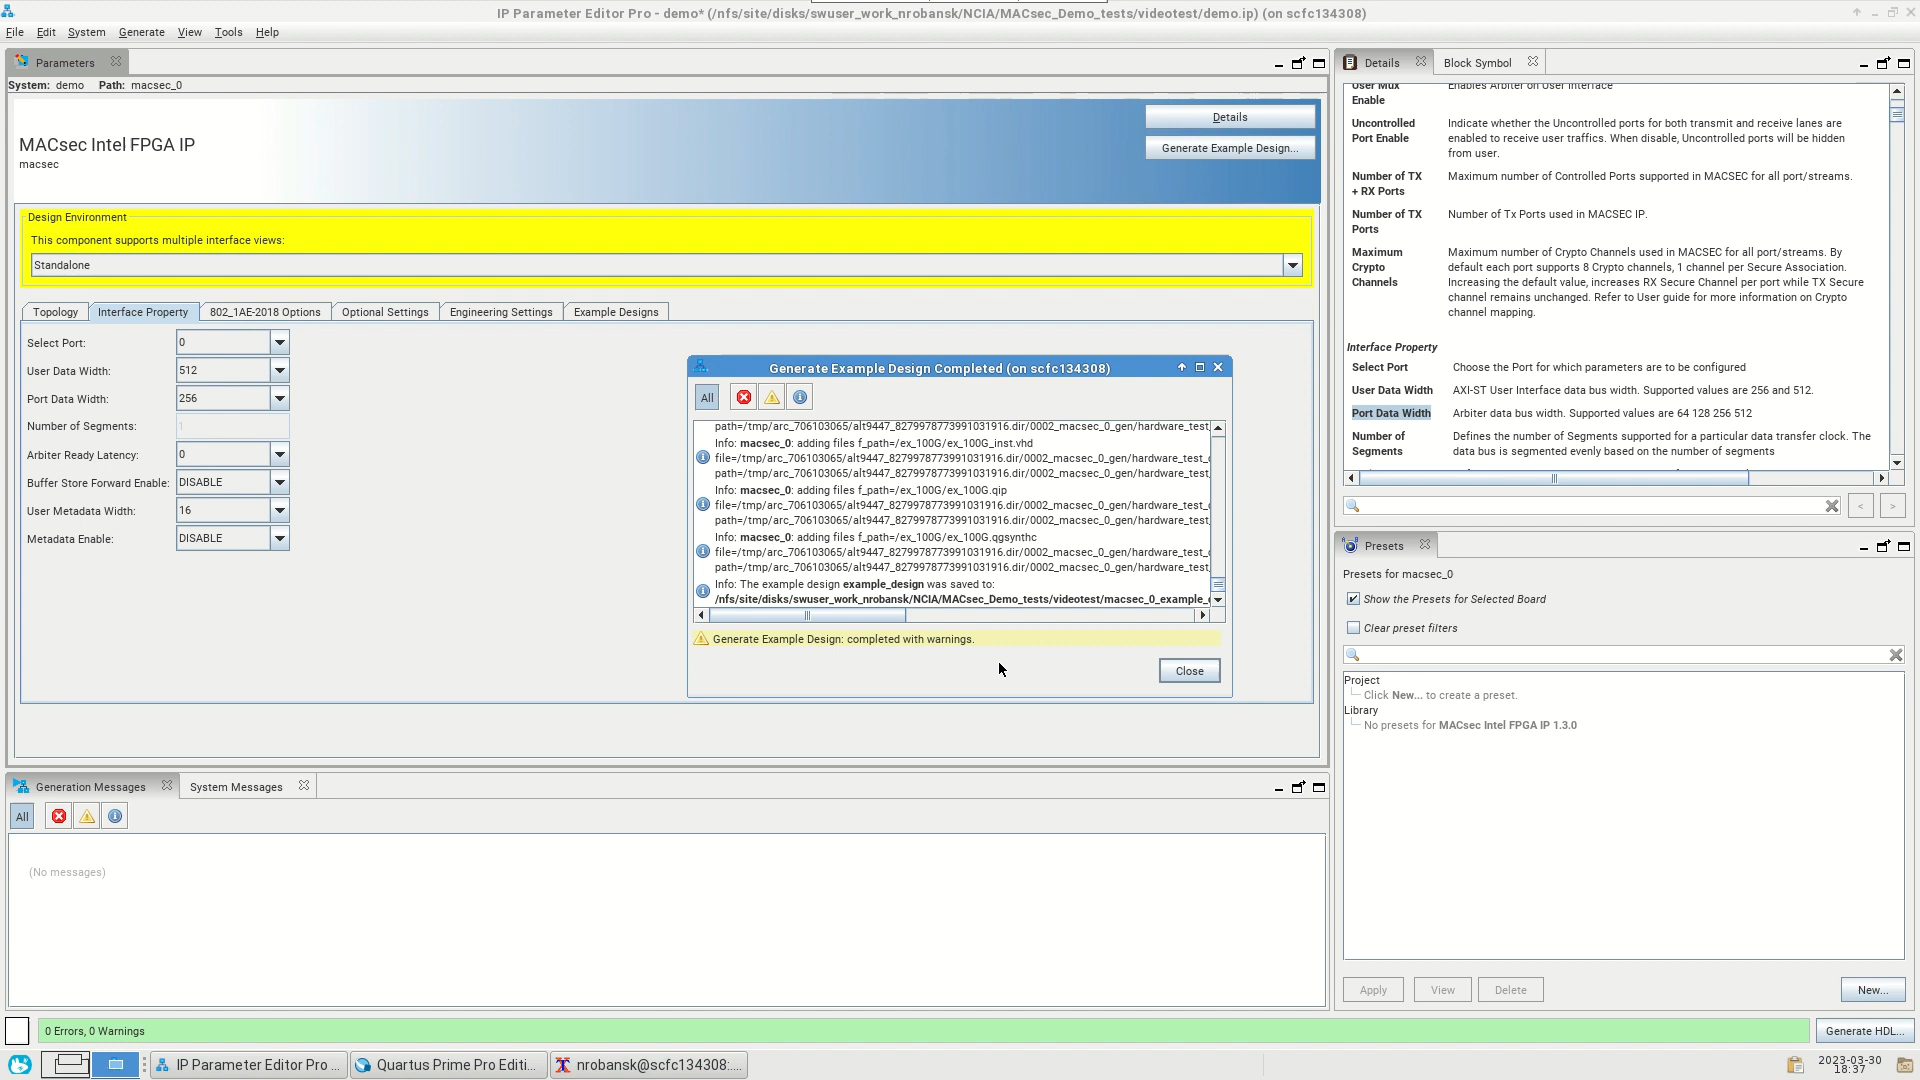 IP Parameter Editor Pro - demo* (/nfs/site/disks/swuser_work_nrobansk/NCIA/MACsec_Demo_tests/videotest/demo.ip) (on scfc134308)
File Edit System Generate View Tools Help
Parameters
System: demo Path: macsec_0
MACsec Intel FPGA IP
macsec
Details
Generate Example Design...
Design Environment
This component supports multiple interface views:
Standalone
Topology Interface Property 802_1AE-2018 Options Optional Settings Engineering Settings Example Designs
Select Port: 0
User Data Width: 512
Port Data Width: 256
Number of Segments: 1
Arbiter Ready Latency: 0
Buffer Store Forward Enable: DISABLE
User Metadata Width: 16
Metadata Enable: DISABLE
Generate Example Design Completed (on scfc134308)
All
path=/tmp/arc_706103065/alt9447_8279978773991031916.dir/0002_macsec_0_gen/hardware_test_
Info: macsec_0: adding files f_path=/ex_100G/ex_100G_inst.vhd
file=/tmp/arc_706103065/alt9447_8279978773991031916.dir/0002_macsec_0_gen/hardware_test_
path=/tmp/arc_706103065/alt9447_8279978773991031916.dir/0002_macsec_0_gen/hardware_test_
Info: macsec_0: adding files f_path=/ex_100G/ex_100G.qip
file=/tmp/arc_706103065/alt9447_8279978773991031916.dir/0002_macsec_0_gen/hardware_test_
path=/tmp/arc_706103065/alt9447_8279978773991031916.dir/0002_macsec_0_gen/hardware_test_
Info: macsec_0: adding files f_path=/ex_100G/ex_100G.qgsynthc
file=/tmp/arc_706103065/alt9447_8279978773991031916.dir/0002_macsec_0_gen/hardware_test_
path=/tmp/arc_706103065/alt9447_8279978773991031916.dir/0002_macsec_0_gen/hardware_test_
Info: The example design example_design was saved to:
/nfs/site/disks/swuser_work_nrobansk/NCIA/MACsec_Demo_tests/videotest/macsec_0_example_
Generate Example Design: completed with warnings.
Close
Generation Messages System Messages
All
(No messages)
Details Block Symbol
User Mux Enable Enables Arbiter on User Interface
Uncontrolled Port Enable Indicate whether the Uncontrolled ports for both transmit and receive lanes are
enabled to receive user traffics. When disable, Uncontrolled ports will be hidden
from user.
Number of TX + RX Ports Maximum number of Controlled Ports supported in MACSEC for all port/streams.
Number of TX Ports Number of Tx Ports used in MACSEC IP.
Maximum Crypto Channels Maximum number of Crypto Channels used in MACSEC for all port/streams. By
default each port supports 8 Crypto channels, 1 channel per Secure Association.
Increasing the default value, increases RX Secure Channel per port while TX Secure
channel remains unchanged. Refer to User guide for more information on Crypto
channel mapping.
Interface Property
Select Port Choose the Port for which parameters are to be configured
User Data Width AXI-ST User Interface data bus width. Supported values are 256 and 512.
Port Data Width Arbiter data bus width. Supported values are 64 128 256 512
Number of Segments Defines the number of Segments supported for a particular data transfer clock. The
data bus is segmented evenly based on the number of segments
< >
Presets
Presets for macsec_0
Show the Presets for Selected Board
Clear preset filters
Project
Click New... to create a preset.
Library
No presets for MACsec Intel FPGA IP 1.3.0
Apply View Delete New...
0 Errors, 0 Warnings
Generate HDL...
IP Parameter Editor Pro ... Quartus Prime Pro Editi... nrobansk@scfc134308:....
2023-03-30
18:37